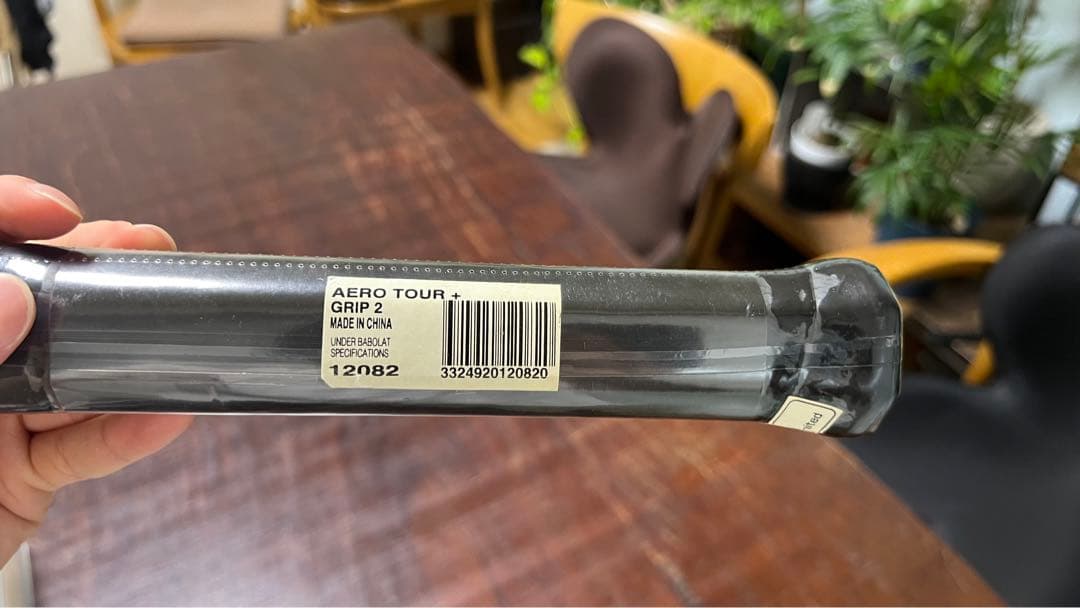 AERO TOUR +
GRIP 2
MADE IN CHINA
UNDER BABOLAT
SPECIFICATIONS
12082
3324920120820